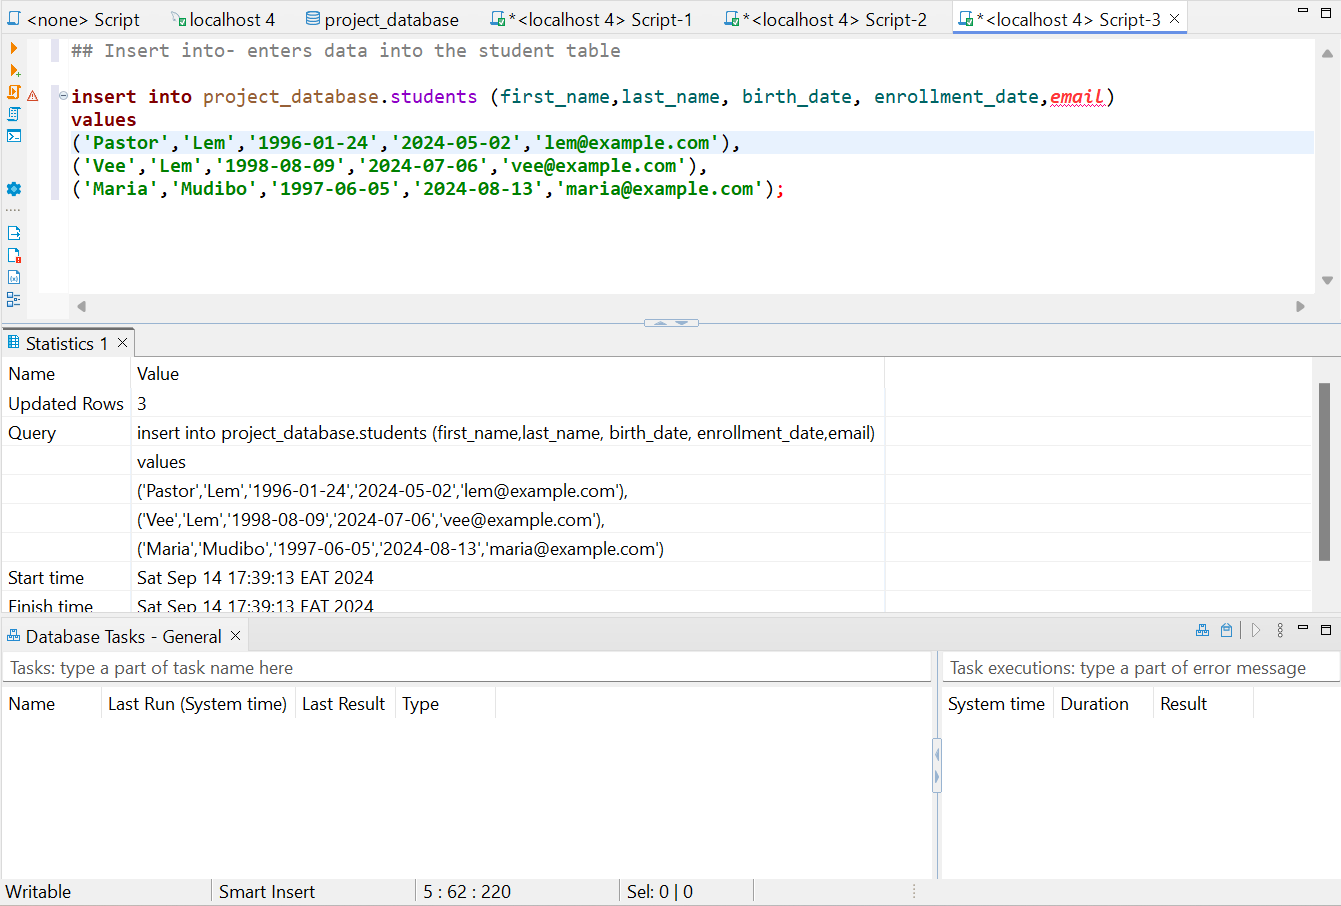 <none> Script localhost 4 project_database *<localhost 4> Script-1 *<localhost 4> Script-2 *<localhost 4> Script-3
## Insert into- enters data into the student table
insert into project_database.students (first_name,last_name, birth_date, enrollment_date,email)
values
('Pastor','Lem','1996-01-24','2024-05-02','lem@example.com'),
('Vee','Lem','1998-08-09','2024-07-06','vee@example.com'),
('Maria','Mudibo','1997-06-05','2024-08-13','maria@example.com');
Statistics 1
Name Value
Updated Rows 3
Query insert into project_database.students (first_name,last_name, birth_date, enrollment_date,email)
values
('Pastor','Lem','1996-01-24','2024-05-02','lem@example.com'),
('Vee','Lem','1998-08-09','2024-07-06','vee@example.com'),
('Maria','Mudibo','1997-06-05','2024-08-13','maria@example.com')
Start time Sat Sep 14 17:39:13 EAT 2024
Finish time Sat Sep 14 17:39:13 EAT 2024
Database Tasks - General
Tasks: type a part of task name here Task executions: type a part of error message
Name Last Run (System time) Last Result Type System time Duration Result
Writable Smart Insert 5 : 62 : 220 Sel: 0 | 0